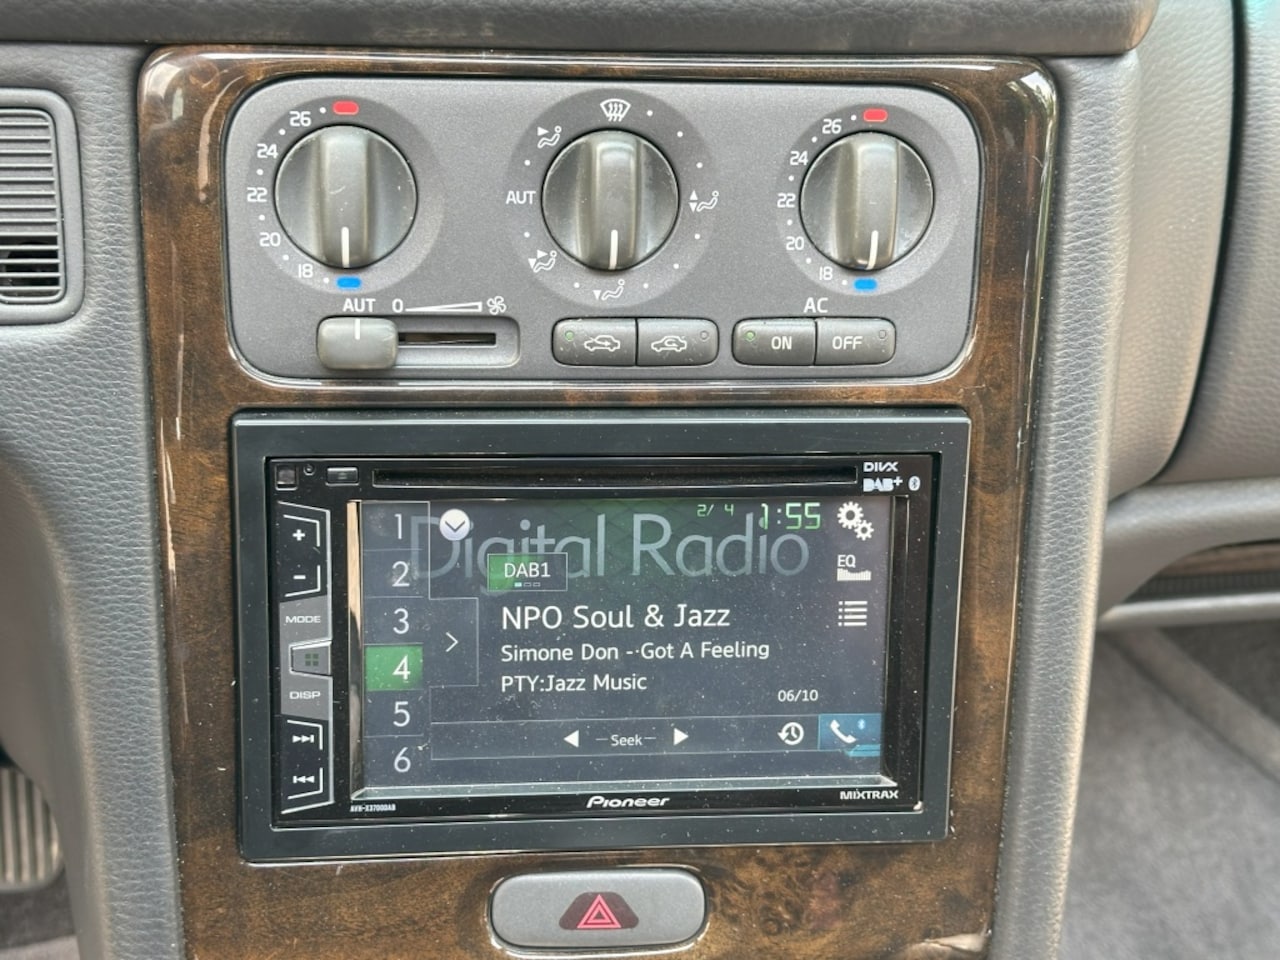 26
24
22
20
18
AUT
26
24
22
20
18
AUT 0
AC
ON OFF
DIVX
DAB+
1 2/ 4 1:55
Digital Radio
2 DAB1 EQ
3 NPO Soul & Jazz
MODE
Simone Don --Got A Feeling
4 PTY:Jazz Music
DISP
06/10
5
Seek
6
AVH-X3700DAB Pioneer MIXTRAX